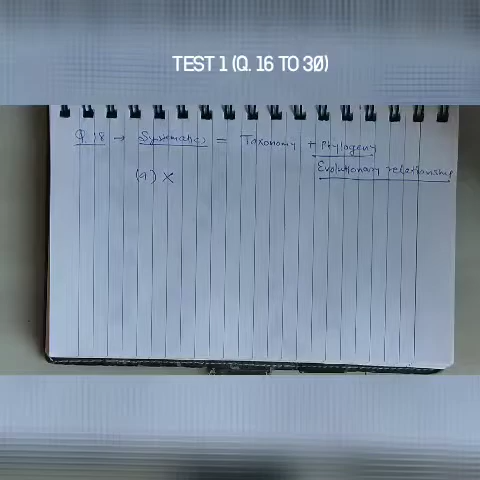 TEST 1 (Q. 16 TO 30)
Q.18 → Systematics = Taxonomy + Phylogeny
Evolutionary relationship
(a) ×